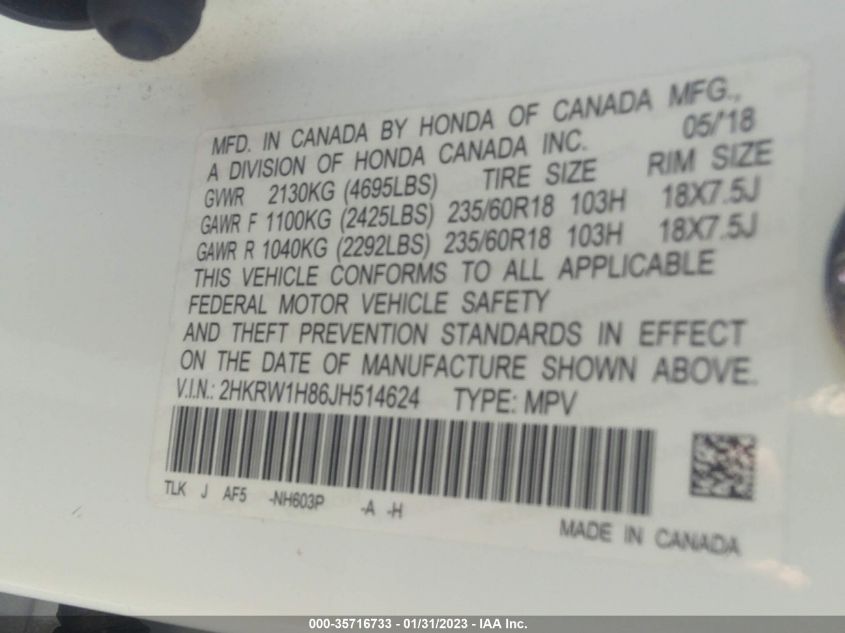 MFD. IN CANADA BY HONDA OF CANADA MFG.,
A DIVISION OF HONDA CANADA INC. 05/'18
GVWR 2130KG (4695LBS) TIRE SIZE RIM SIZE
GAWR F 1100KG (2425LBS) 235/60R18 103H 18X7.5J
GAWR R 1040KG (2292LBS) 235/60R18 103H 18X7.5J
THIS VEHICLE CONFORMS TO ALL APPLICABLE
FEDERAL MOTOR VEHICLE SAFETY
AND THEFT PREVENTION STANDARDS IN EFFECT
ON THE DATE OF MANUFACTURE SHOWN ABOVE.
V.I.N.: 2HKRW1H86JH514624 TYPE: MPV
TLK J AF5 -NH603P -A -H
MADE IN CANADA
000-35716733 - 01/31/2023 - IAA Inc.